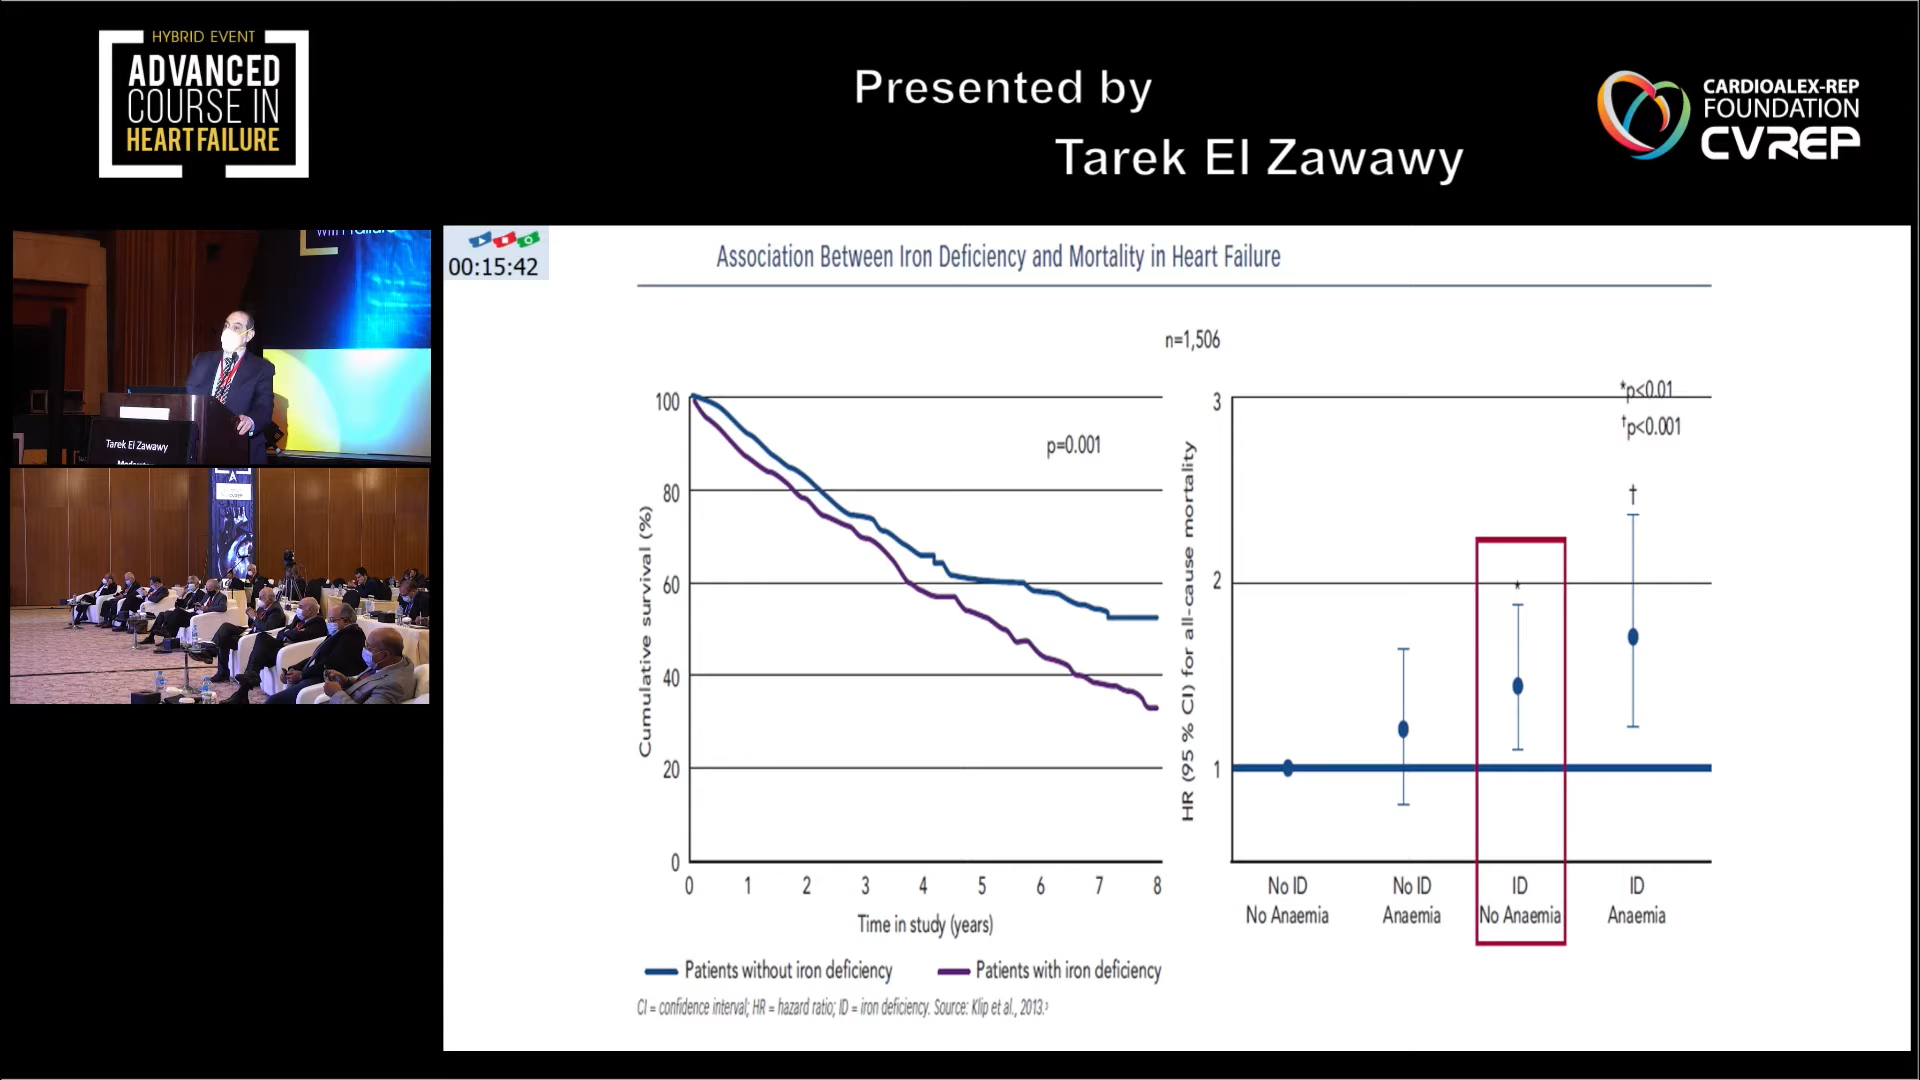 HYBRID EVENT
ADVANCED
COURSE IN
HEART FAILURE
Presented by
Tarek El Zawawy
CARDIOALEX-REP
FOUNDATION
CVREP
Tarek El Zawawy
CVREP
00:15:42
Association Between Iron Deficiency and Mortality in Heart Failure
n=1,506
100
80
60
40
20
0
Cumulative survival (%)
p=0.001
0 1 2 3 4 5 6 7 8
Time in study (years)
Patients without iron deficiency
Patients with iron deficiency
3
2
1
HR (95 % CI) for all-cause mortality
*p<0.01
†p<0.001
†
*
No ID
No Anaemia
No ID
Anaemia
ID
No Anaemia
ID
Anaemia
CI = confidence interval; HR = hazard ratio; ID = iron deficiency. Source: Klip et al., 2013.³